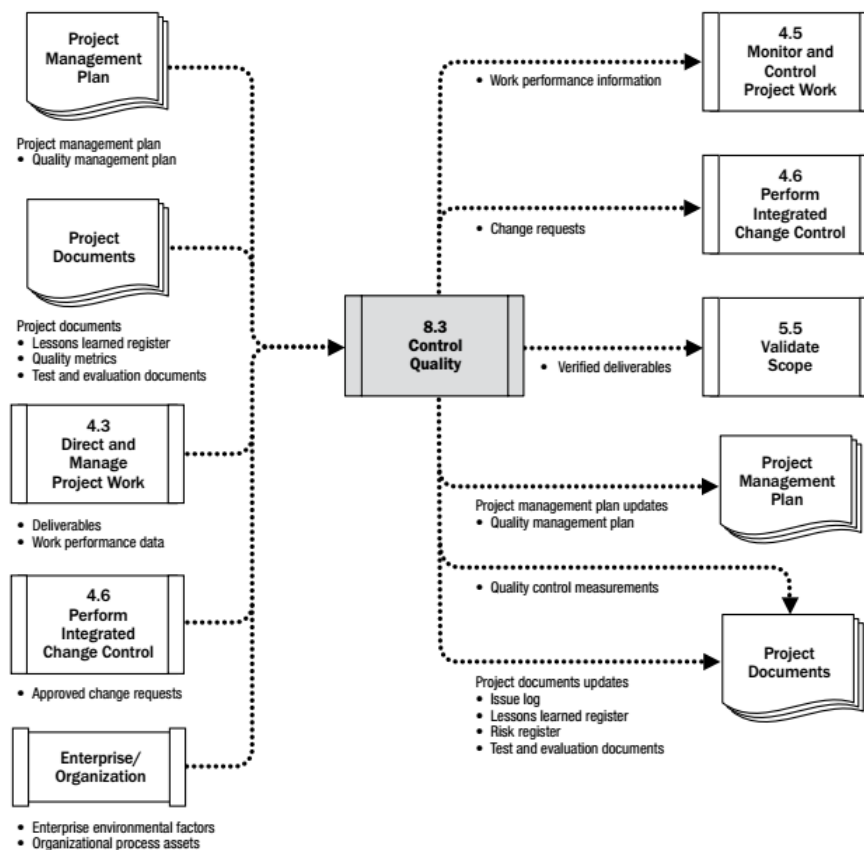 Project
Management
Plan
Project management plan
• Quality management plan
Project
Documents
Project documents
• Lessons learned register
• Quality metrics
• Test and evaluation documents
4.3
Direct and
Manage
Project Work
• Deliverables
• Work performance data
4.6
Perform
Integrated
Change Control
• Approved change requests
Enterprise/
Organization
• Enterprise environmental factors
• Organizational process assets
8.3
Control
Quality
• Work performance information
4.5
Monitor and
Control
Project Work
• Change requests
4.6
Perform
Integrated
Change Control
• Verified deliverables
5.5
Validate
Scope
Project management plan updates
• Quality management plan
Project
Management
Plan
• Quality control measurements
Project documents updates
• Issue log
• Lessons learned register
• Risk register
• Test and evaluation documents
Project
Documents